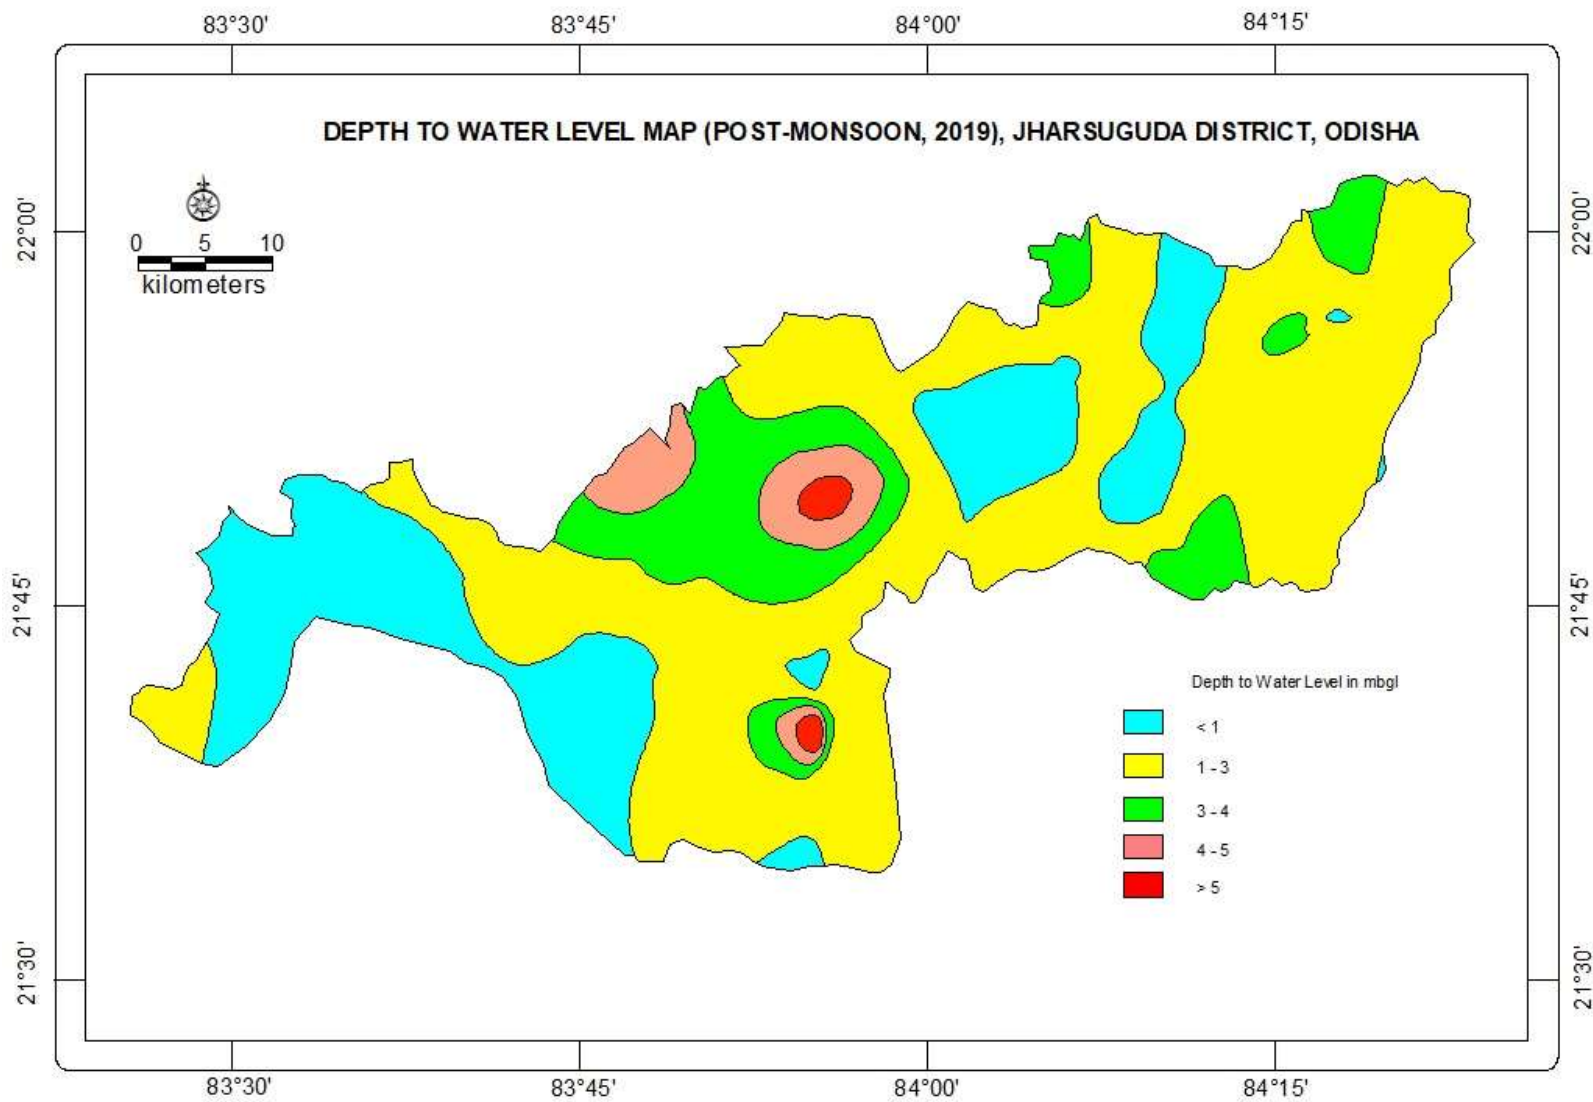 83°30' 83°45' 84°00' 84°15'
DEPTH TO WATER LEVEL MAP (POST-MONSOON, 2019), JHARSUGUDA DISTRICT, ODISHA
22°00' 22°00'
0 5 10
kilometers
21°45' 21°45'
Depth to Water Level in mbgl
< 1
1 - 3
3 - 4
4 - 5
> 5
21°30' 21°30'
83°30' 83°45' 84°00' 84°15'